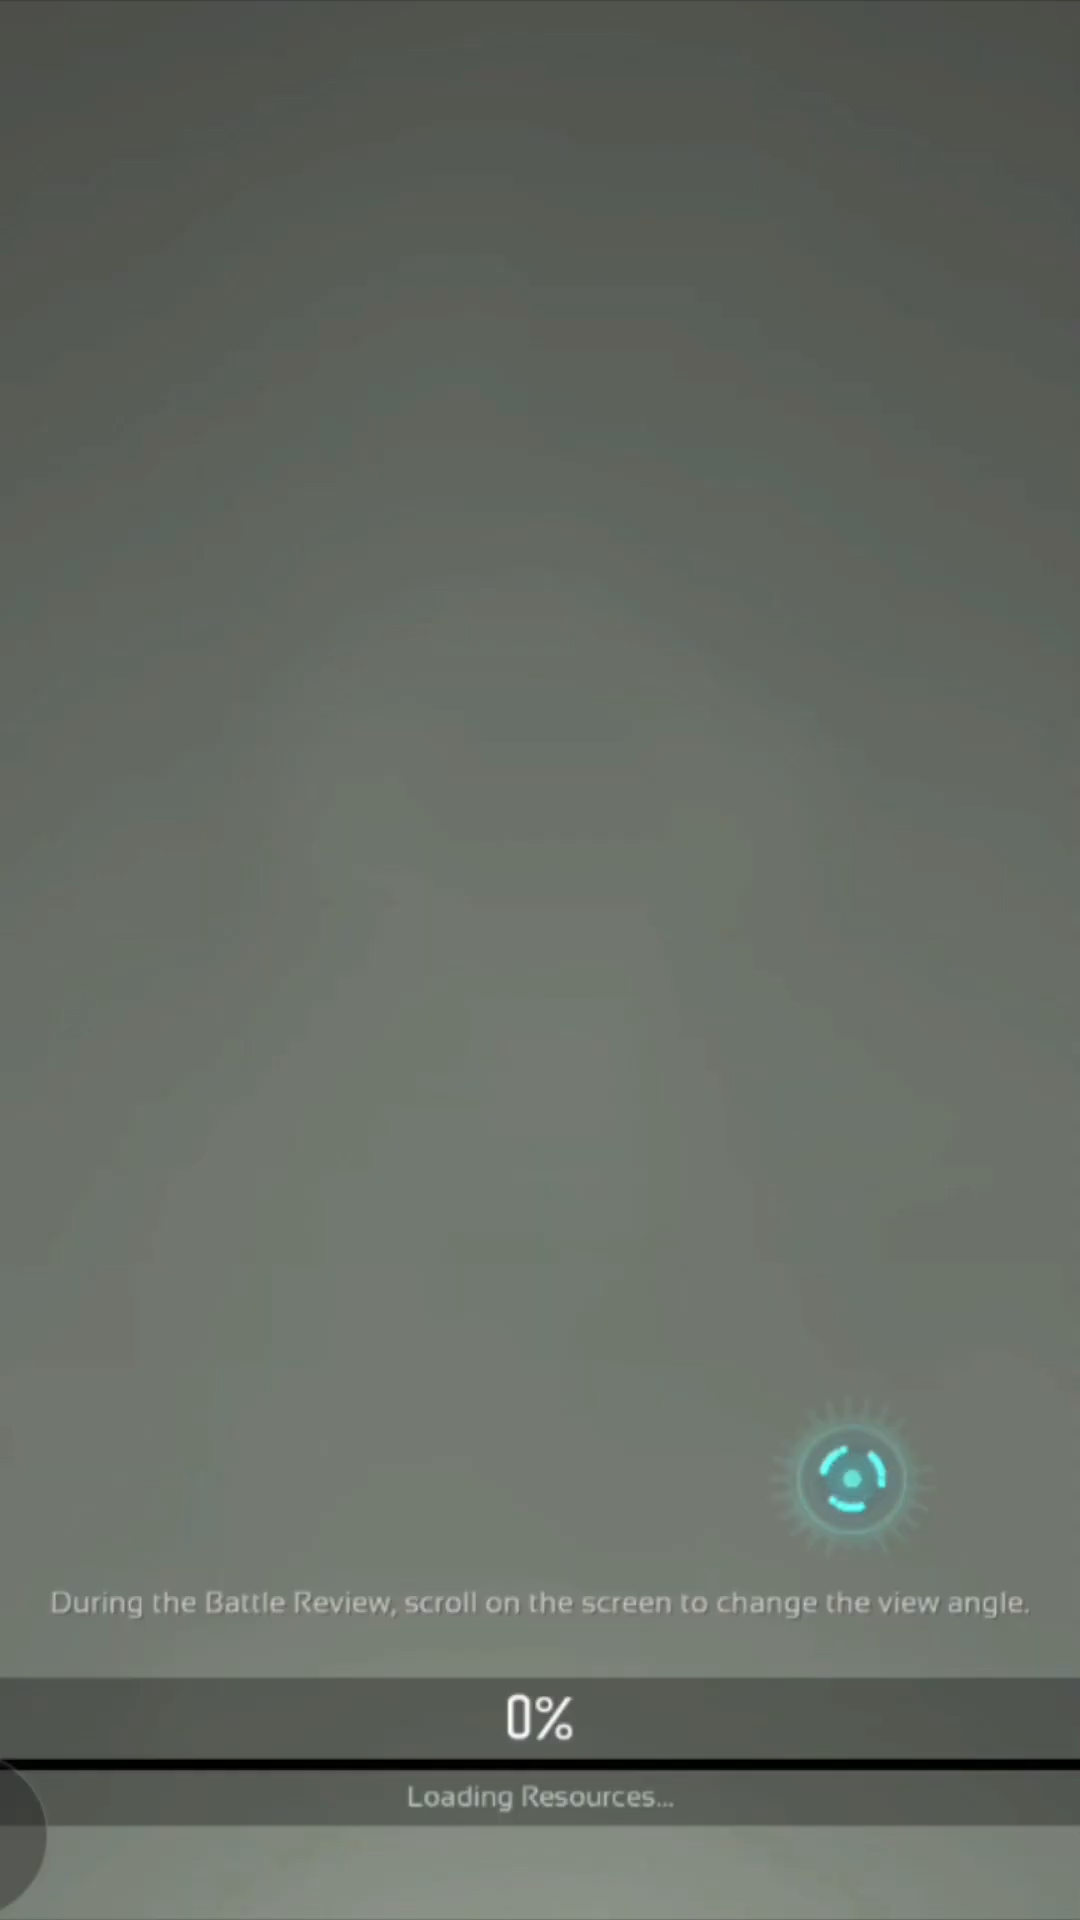 During the Battle Review, scroll on the screen to change the view angle.
0%
Loading Resources...